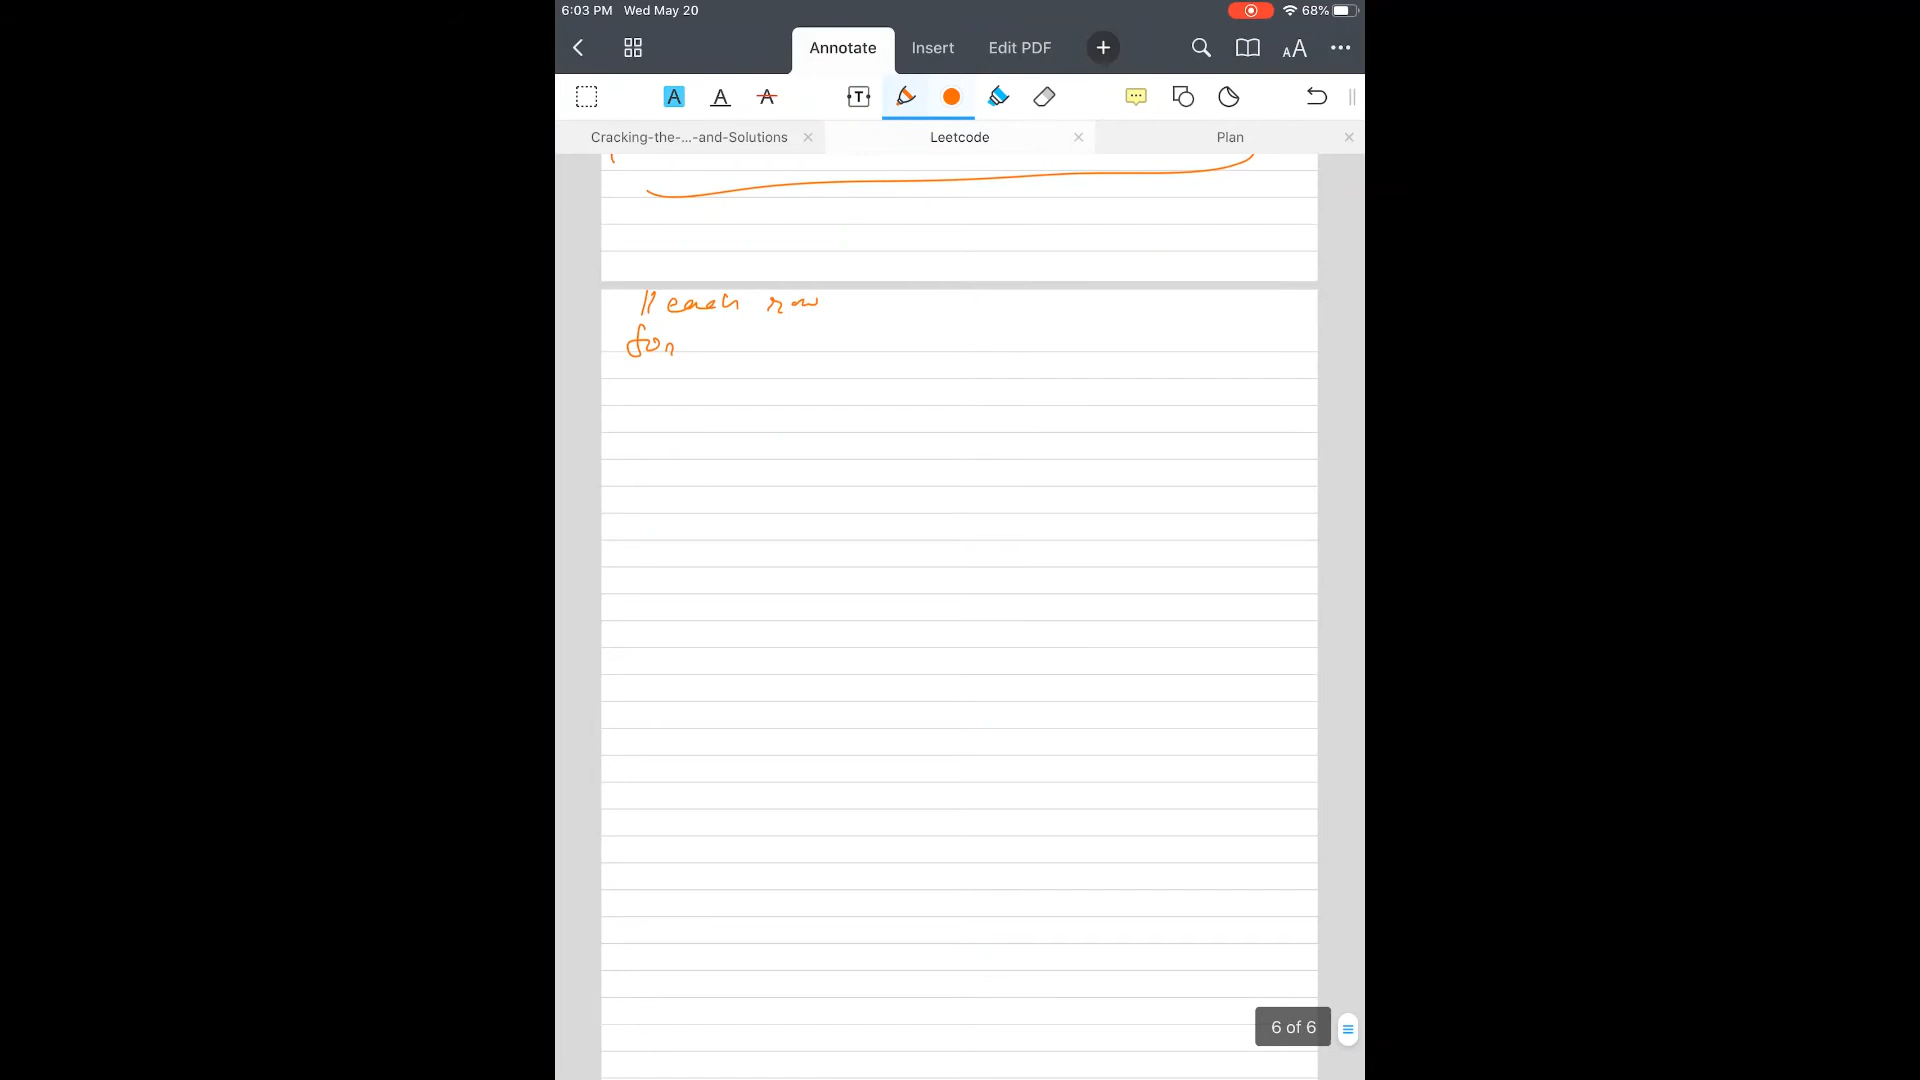 6:03 PM Wed May 20 68%
Annotate Insert Edit PDF
A A A T
Cracking-the-...-and-Solutions Leetcode Plan
// each row
for
6 of 6